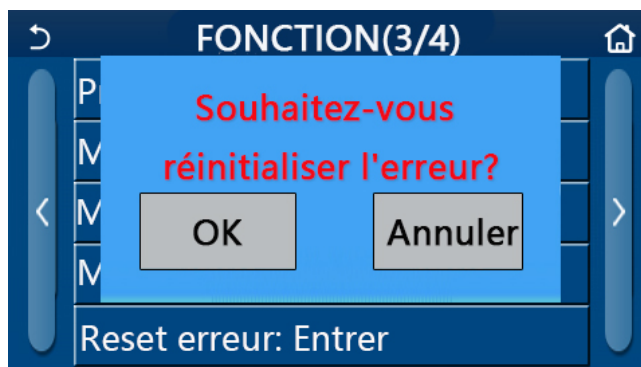 FONCTION(3/4)
Souhaitez-vous
réinitialiser l'erreur?
OK
Annuler
Reset erreur: Entrer